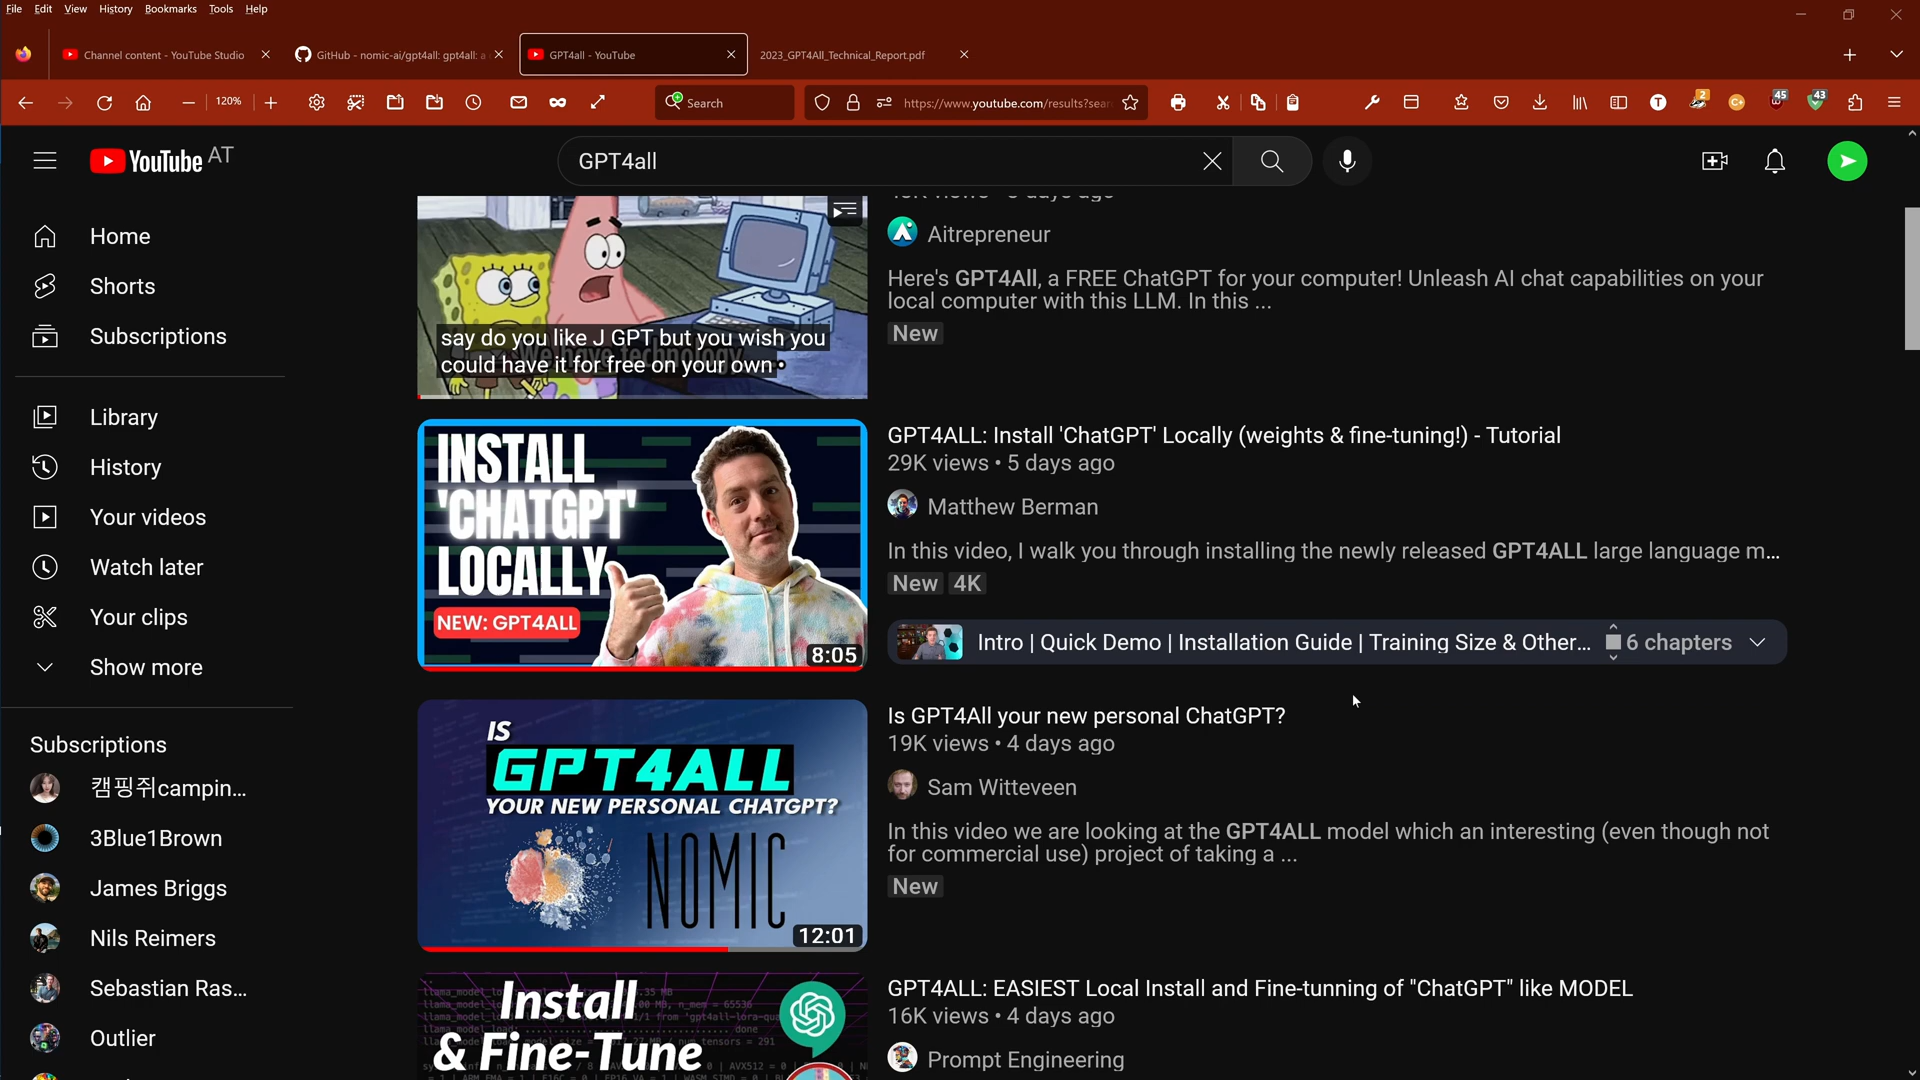 File Edit View History Bookmarks Tools Help
Channel content - YouTube Studio
GitHub - nomic-ai/gpt4all: gpt4all: a
GPT4all - YouTube
2023_GPT4All_Technical_Report.pdf
120%
Search
https://www.youtube.com/results?sear
2
45
43
YouTube AT
GPT4all
Home
Shorts
Subscriptions
Library
History
Your videos
Watch later
Your clips
Show more
Subscriptions
캠핑쥐campin...
3Blue1Brown
James Briggs
Nils Reimers
Sebastian Ras...
Outlier
say do you like J GPT but you wish you
could have it for free on your own
We have technology.
Aitrepreneur
Here's GPT4All, a FREE ChatGPT for your computer! Unleash AI chat capabilities on your
local computer with this LLM. In this ...
New
INSTALL
'CHATGPT'
LOCALLY
NEW: GPT4ALL
8:05
GPT4ALL: Install 'ChatGPT' Locally (weights & fine-tuning!) - Tutorial
29K views • 5 days ago
Matthew Berman
In this video, I walk you through installing the newly released GPT4ALL large language m...
New 4K
Intro | Quick Demo | Installation Guide | Training Size & Other...
6 chapters
IS
GPT4ALL
YOUR NEW PERSONAL CHATGPT?
NOMIC
12:01
Is GPT4All your new personal ChatGPT?
19K views • 4 days ago
Sam Witteveen
In this video we are looking at the GPT4ALL model which an interesting (even though not
for commercial use) project of taking a ...
New
Install
& Fine-Tune
GPT4ALL: EASIEST Local Install and Fine-tunning of "ChatGPT" like MODEL
16K views • 4 days ago
Prompt Engineering